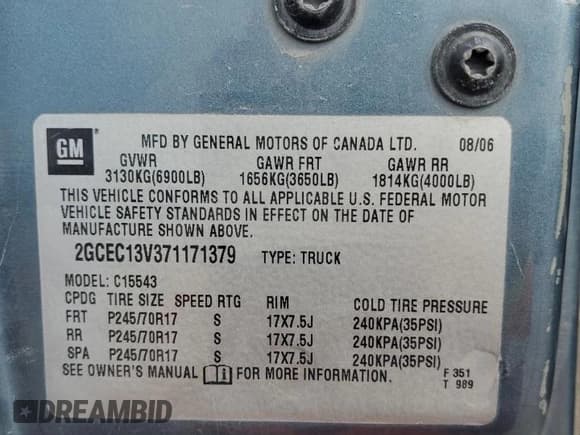 GM
MFD BY GENERAL MOTORS OF CANADA LTD. 08/06
GVWR GAWR FRT GAWR RR
3130KG(6900LB) 1656KG(3650LB) 1814KG(4000LB)
THIS VEHICLE CONFORMS TO ALL APPLICABLE U.S. FEDERAL MOTOR
VEHICLE SAFETY STANDARDS IN EFFECT ON THE DATE OF
MANUFACTURE SHOWN ABOVE.
2GCEC13V371171379 TYPE: TRUCK
MODEL: C15543
CPDG TIRE SIZE SPEED RTG RIM COLD TIRE PRESSURE
FRT P245/70R17 S 17X7.5J 240KPA(35PSI)
RR P245/70R17 S 17X7.5J 240KPA(35PSI)
SPA P245/70R17 S 17X7.5J 240KPA(35PSI)
SEE OWNER'S MANUAL FOR MORE INFORMATION. F 351
T 989
DREAMBID